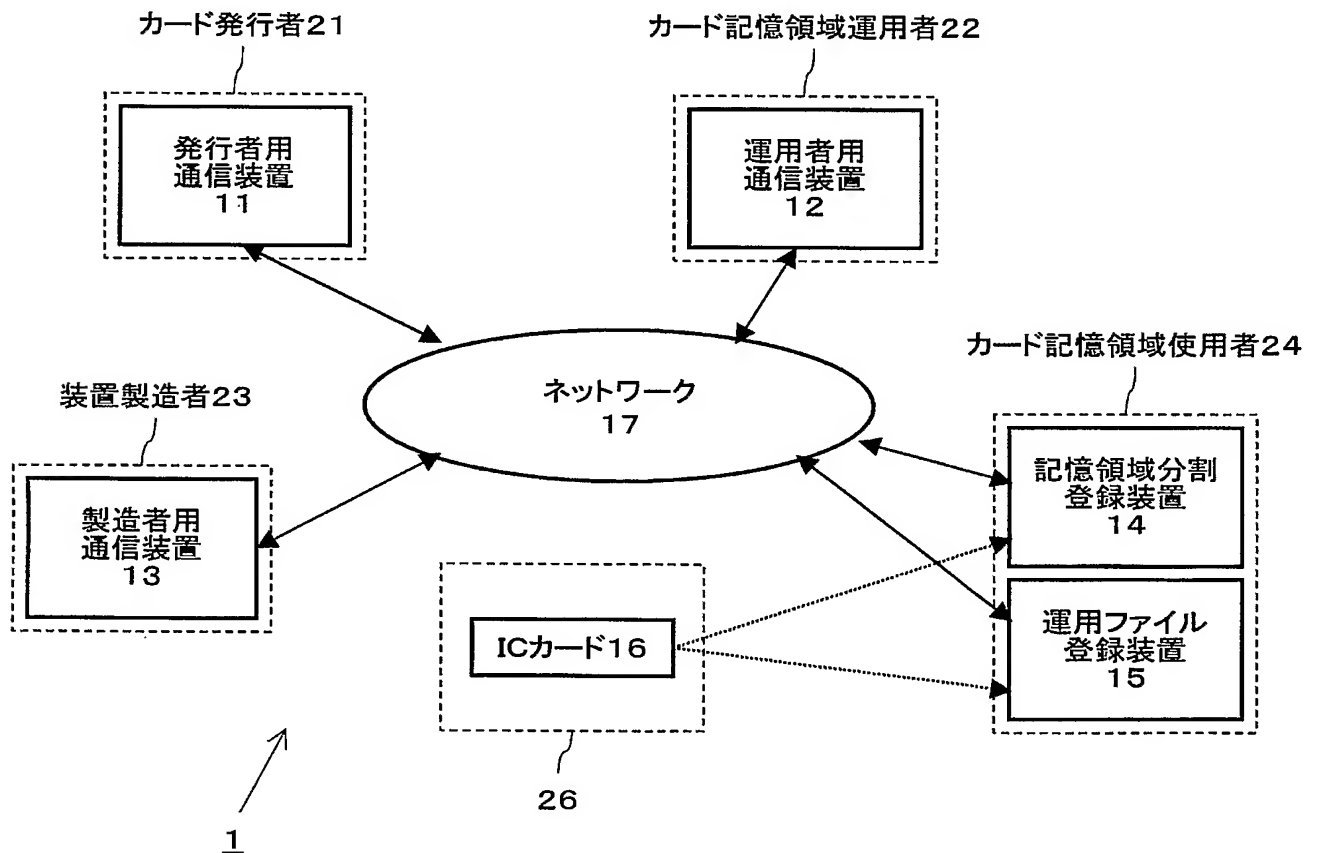 カード発行者21
カード記憶領域運用者22
発行者用
通信装置
11
運用者用
通信装置
12
カード記憶領域使用者24
装置製造者23
ネットワーク
17
製造者用
通信装置
13
記憶領域分割
登録装置
14
ICカード16
運用ファイル
登録装置
15
26
1